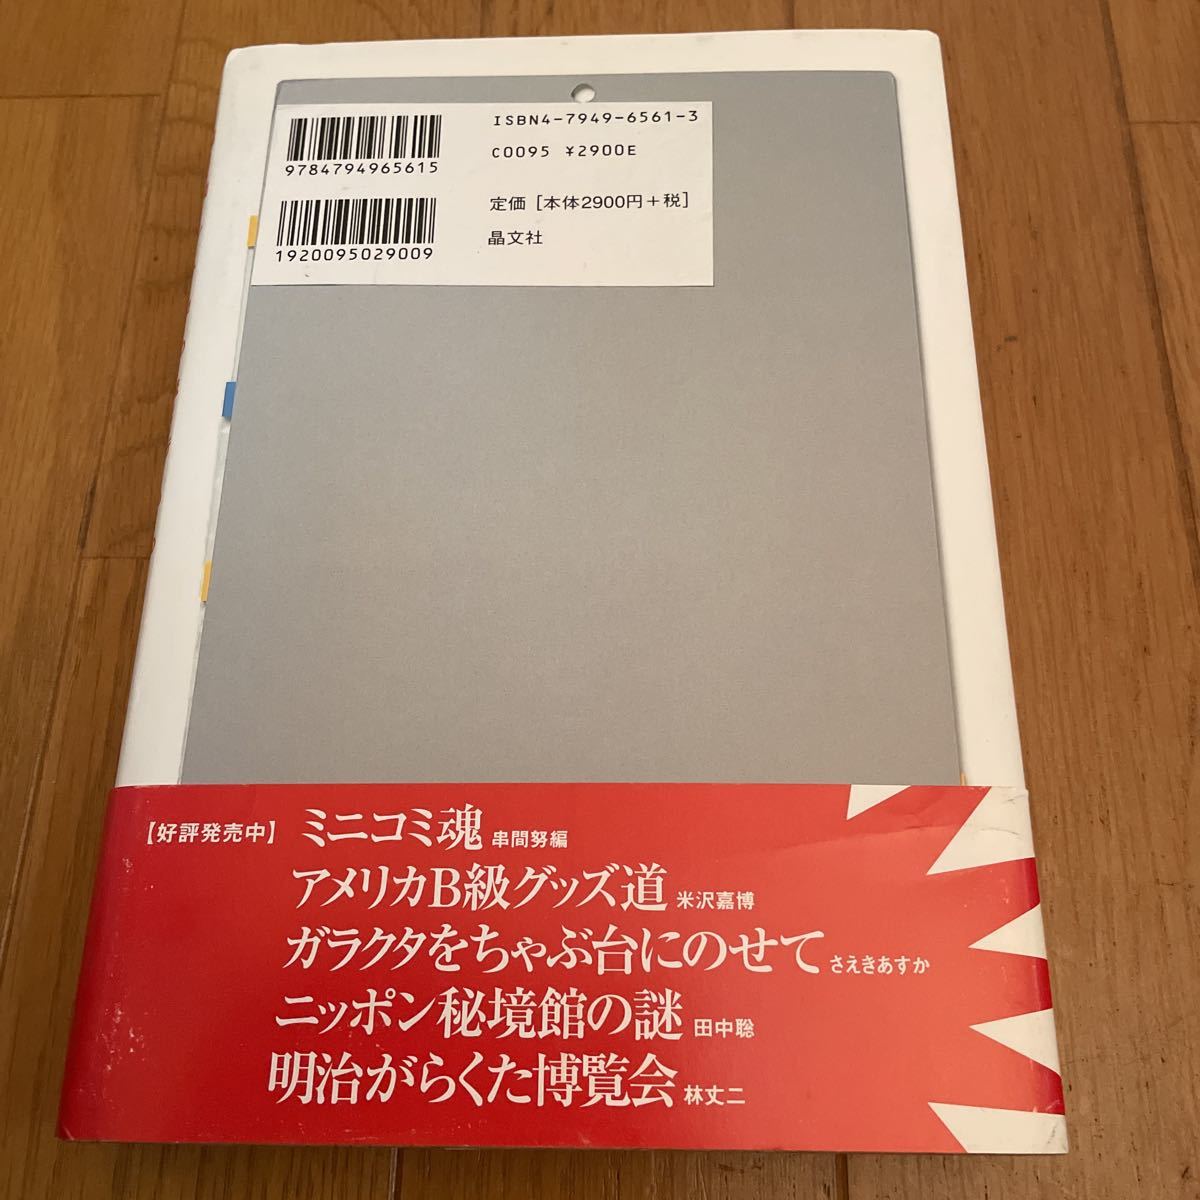 ISBN4-7949-6561-3
9784794965615
C0095 ¥2900E
定価［本体2900円＋税］
1920095029009
晶文社
【好評発売中】ミニコミ魂 串間努編
アメリカB級グッズ道 米沢嘉博
ガラクタをちゃぶ台にのせて さえきあすか
ニッポン秘境館の謎 田中聡
明治がらくた博覧会 林丈二